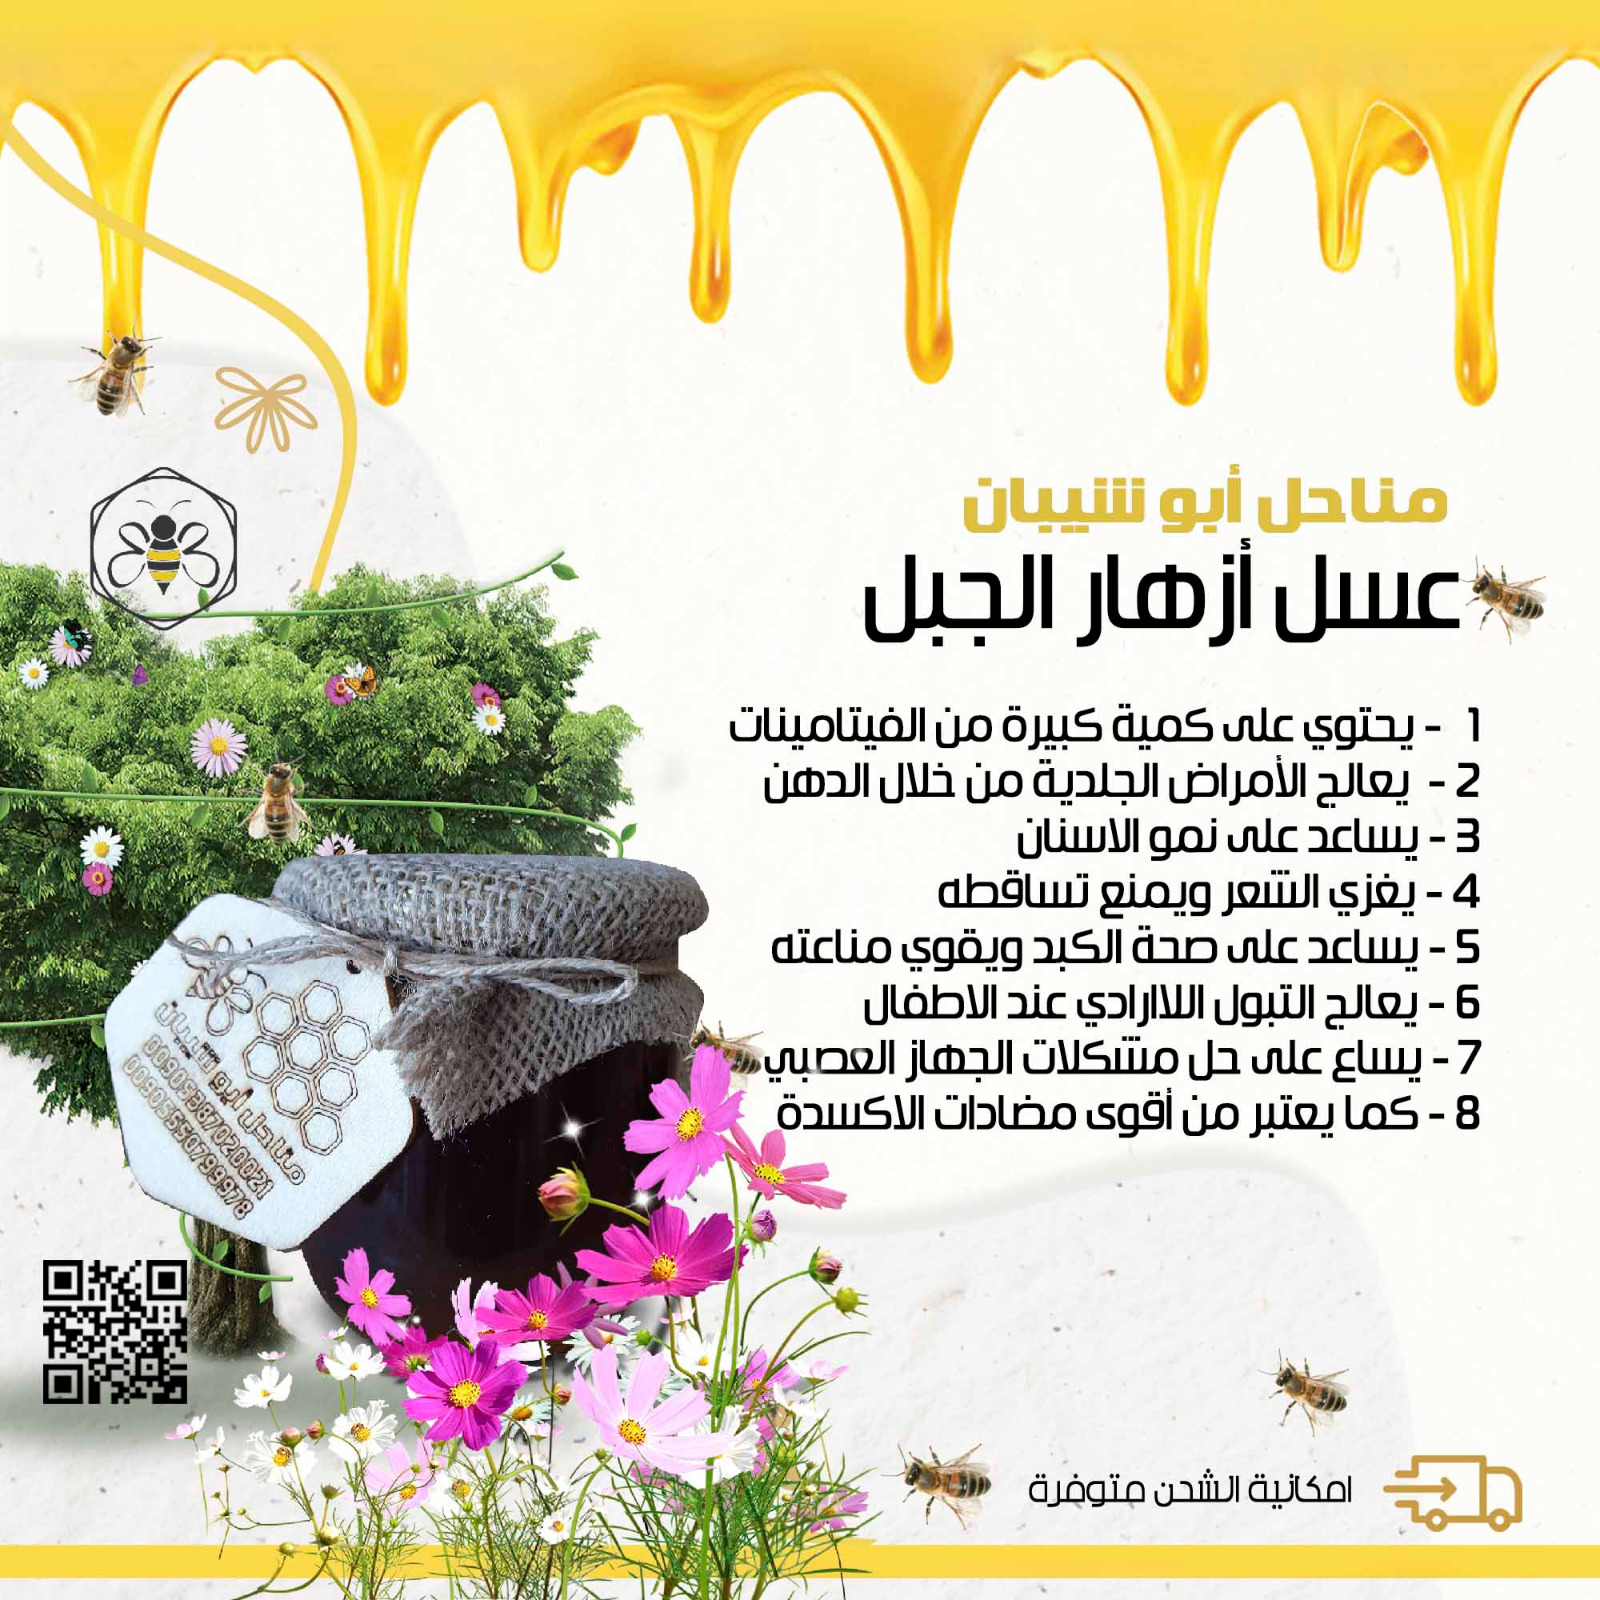 مناحل أبو شيبان
عسل أزهار الجبل
1 - يحتوي على كمية كبيرة من الفيتامينات
2 - يعالج الأمراض الجلدية من خلال الدهن
3 - يساعد على نمو الاسنان
4 - يغزي الشعر ويمنع تساقطه
5 - يساعد على صحة الكبد ويقوي مناعته
6 - يعالج التبول اللاارادي عند الاطفال
7 - يساع على حل مشكلات الجهاز العصبي
8 - كما يعتبر من أقوى مضادات الاكسدة
مناحل أبو شيبان
امكانية الشحن متوفرة